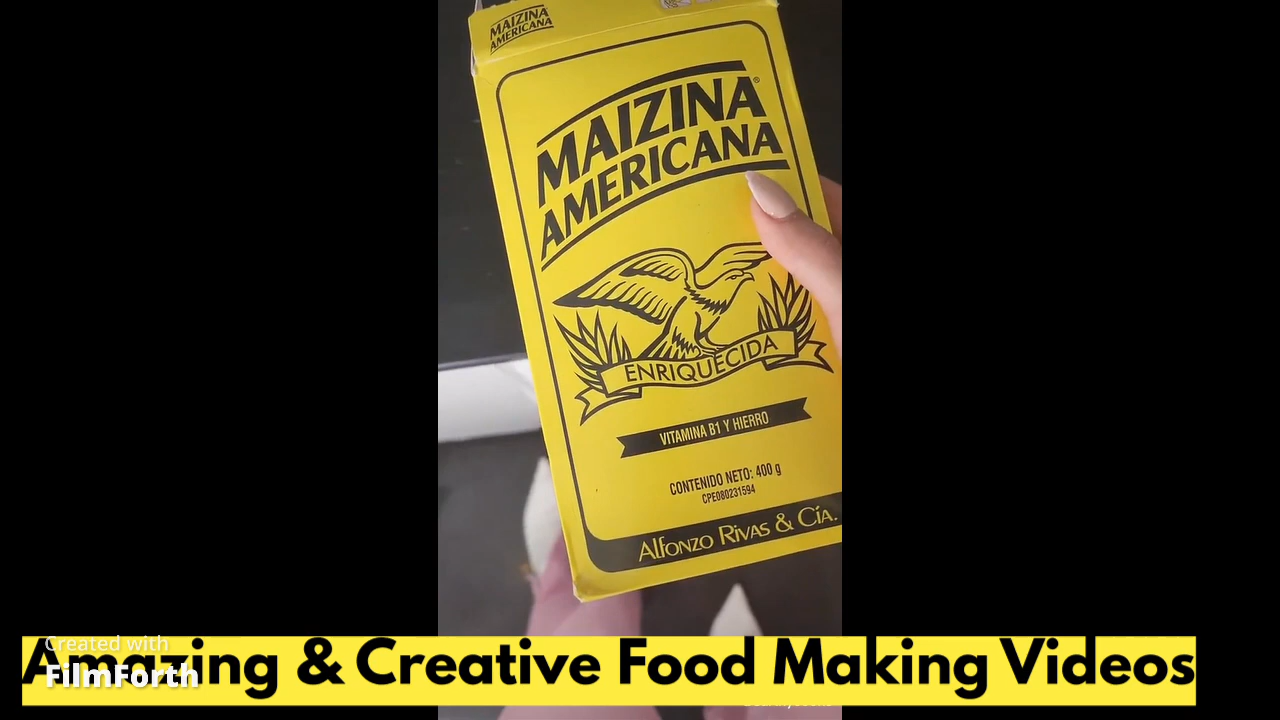 MAIZINA
AMERICANA
MAIZINA
AMERICANA
ENRIQUECIDA
VITAMINA B1 Y HIERRO
CONTENIDO NETO: 400 g
CPE080231594
Alfonzo Rivas & Cía.
Created with
FilmForth
Amazing & Creative Food Making Videos